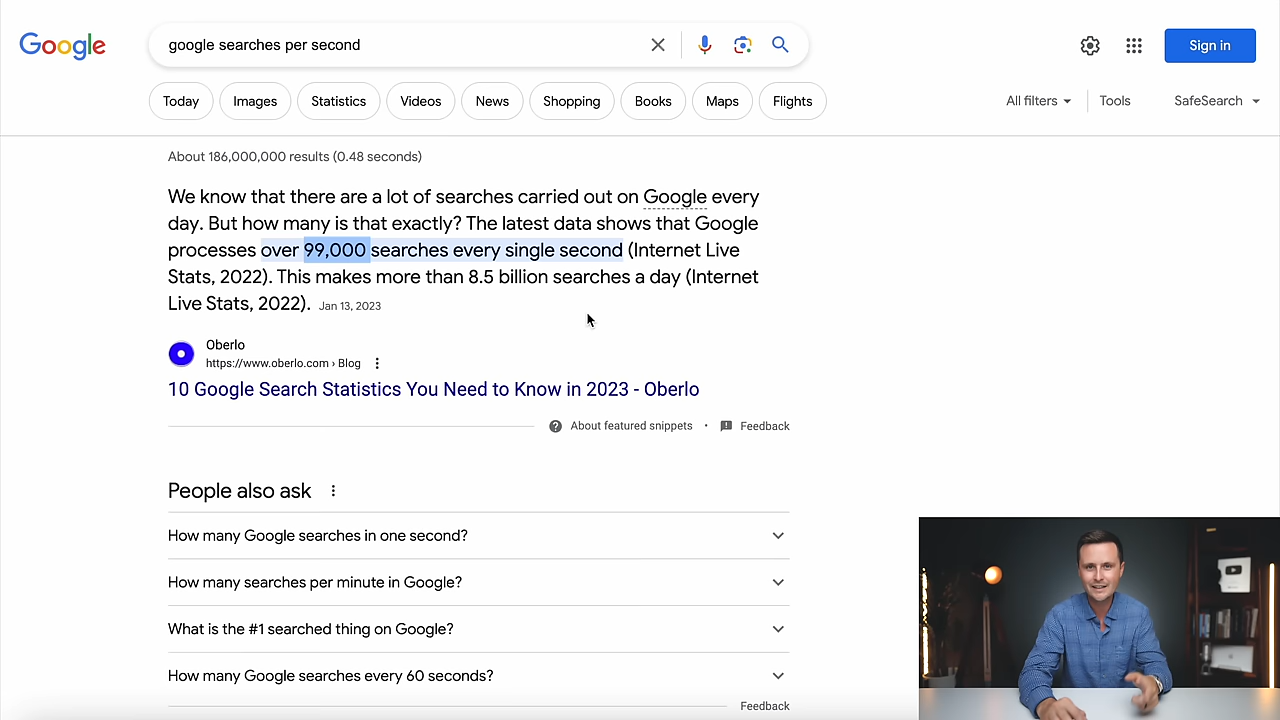 Google
google searches per second
Sign in
Today
Images
Statistics
Videos
News
Shopping
Books
Maps
Flights
All filters
Tools
SafeSearch
About 186,000,000 results (0.48 seconds)
We know that there are a lot of searches carried out on Google every
day. But how many is that exactly? The latest data shows that Google
processes over 99,000 searches every single second (Internet Live
Stats, 2022). This makes more than 8.5 billion searches a day (Internet
Live Stats, 2022). Jan 13, 2023
Oberlo
https://www.oberlo.com › Blog
10 Google Search Statistics You Need to Know in 2023 - Oberlo
About featured snippets • Feedback
People also ask
How many Google searches in one second?
How many searches per minute in Google?
What is the #1 searched thing on Google?
How many Google searches every 60 seconds?
Feedback